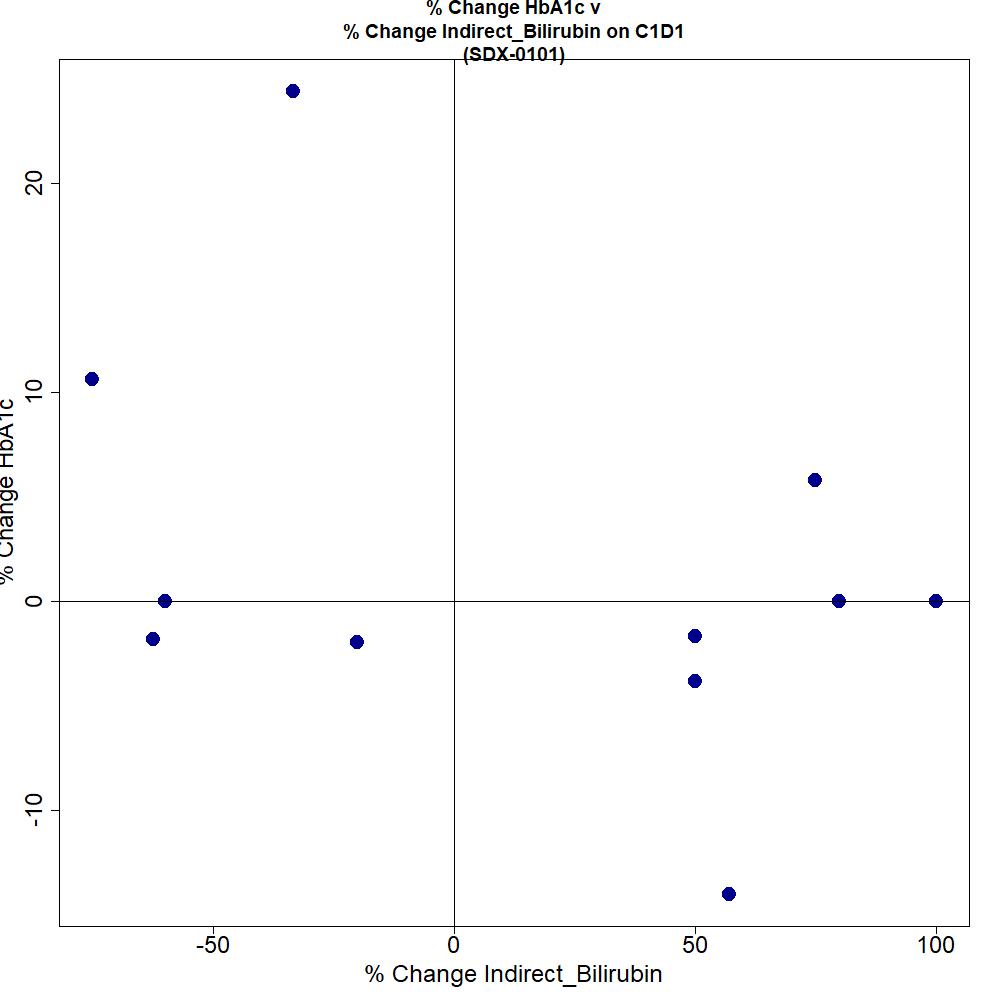 % Change HbA1c v
% Change Indirect_Bilirubin on C1D1
(SDX-0101)
% Change HbA1c
20
10
0
-10
-50
0
50
100
% Change Indirect_Bilirubin